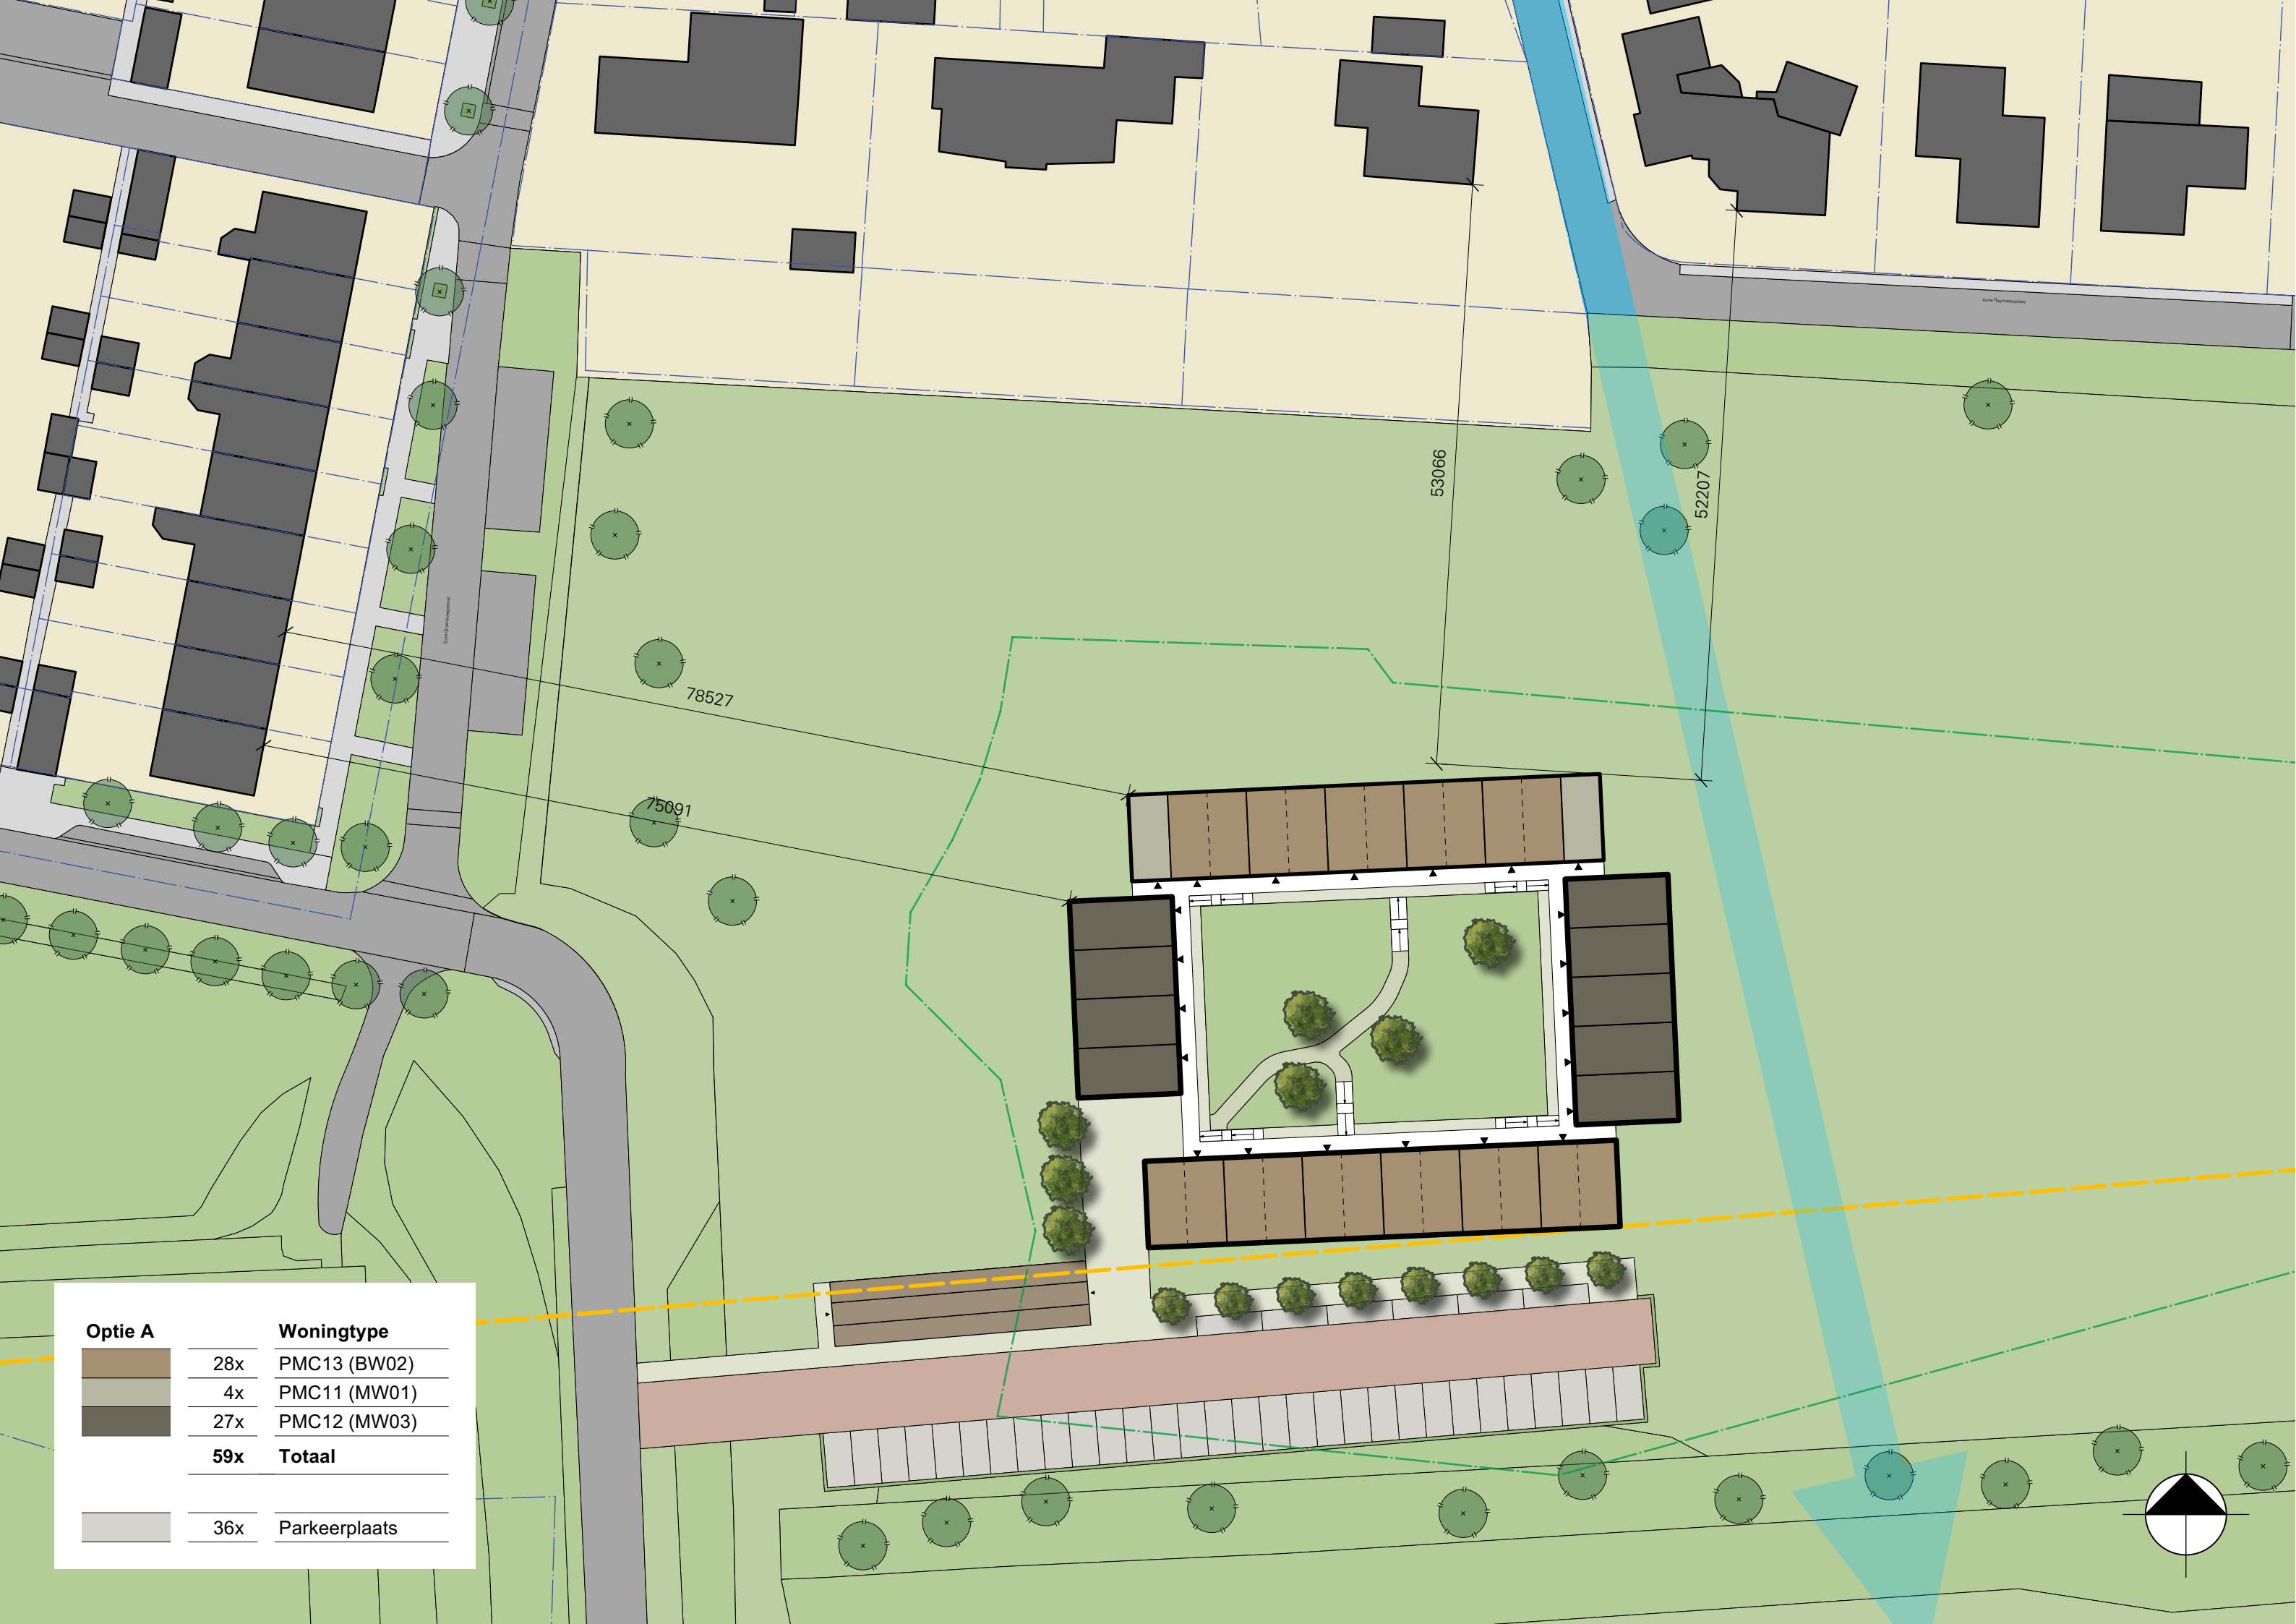 53066
52207
78527
75091
Optie A Woningtype
28x PMC13 (BW02)
4x PMC11 (MW01)
27x PMC12 (MW03)
59x Totaal
36x Parkeerplaats